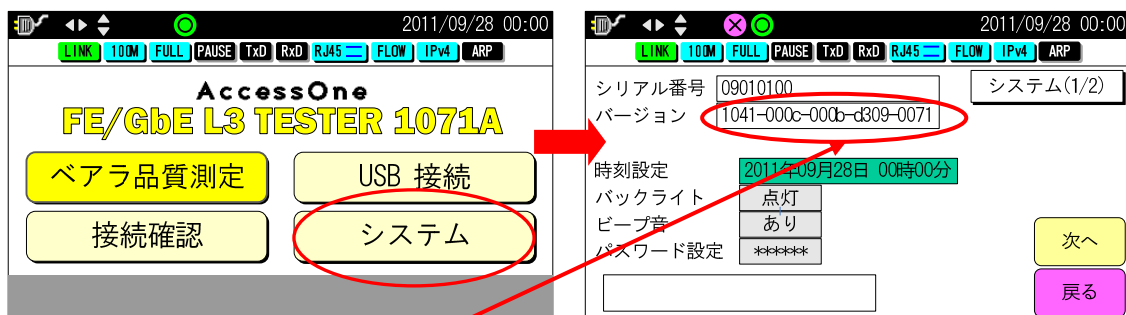 2011/09/28 00:00
LINK 100M FULL PAUSE TxD RxD RJ45 FLOW IPv4 ARP
AccessOne
FE/GbE L3 TESTER 1071A
ベアラ品質測定
USB 接続
接続確認
システム
2011/09/28 00:00
LINK 100M FULL PAUSE TxD RxD RJ45 FLOW IPv4 ARP
システム(1/2)
シリアル番号 09010100
バージョン 1041-000c-000b-d309-0071
時刻設定 2011年09月28日 00時00分
バックライト 点灯
ビープ音 あり
パスワード設定 ******
次へ
戻る